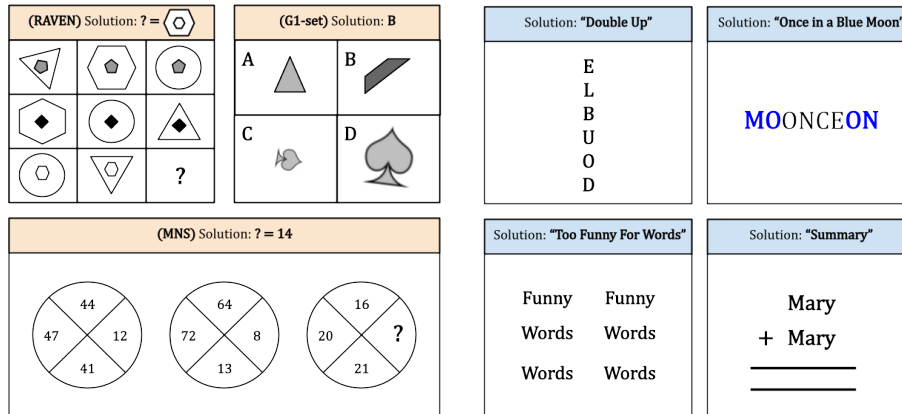 (RAVEN) Solution: ? =
?
(G1-set) Solution: B
A
B
C
D
(MNS) Solution: ? = 14
44
47
12
41
64
72
8
13
16
20
?
21
Solution: "Double Up"
E
L
B
U
O
D
Solution: "Once in a Blue Moon"
MOONCEON
Solution: "Too Funny For Words"
Funny Funny
Words Words
Words Words
Solution: "Summary"
Mary
+ Mary